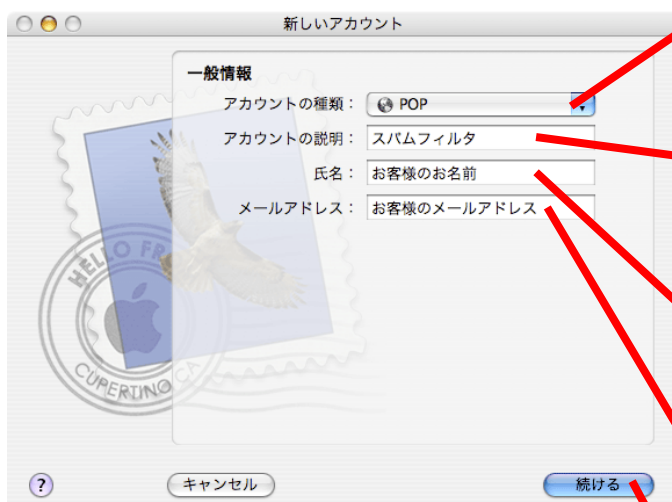 新しいアカウント
一般情報
アカウントの種類： POP
アカウントの説明： スパムフィルタ
氏名： お客様のお名前
メールアドレス： お客様のメールアドレス
HELLO FR
CUPERTINO CA
?
キャンセル
続ける